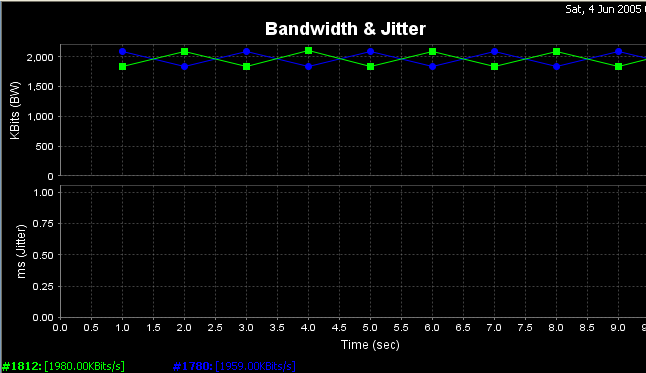 Sat, 4 Jun 2005
Bandwidth & Jitter
2,000
1,500
1,000
500
0
KBits (BW)
1.00
0.75
0.50
0.25
0.00
ms (Jitter)
0.0 0.5 1.0 1.5 2.0 2.5 3.0 3.5 4.0 4.5 5.0 5.5 6.0 6.5 7.0 7.5 8.0 8.5 9.0
Time (sec)
#1812: [1980.00KBits/s] #1780: [1959.00KBits/s]